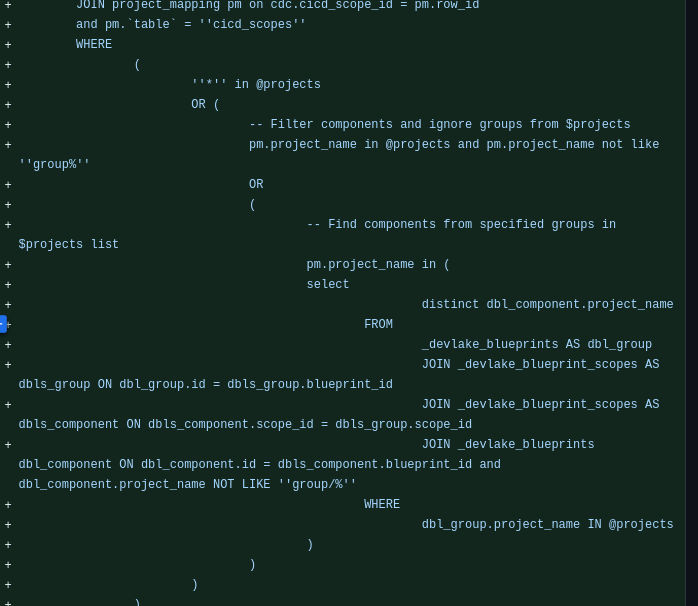 + JOIN project_mapping pm on cdc.cicd_scope_id = pm.row_id
+ and pm.`table` = ''cicd_scopes''
+ WHERE
+ (
+ ''*'' in @projects
+ OR (
+ -- Filter components and ignore groups from $projects
+ pm.project_name in @projects and pm.project_name not like
''group%''
+ OR
+ (
+ -- Find components from specified groups in
$projects list
+ pm.project_name in (
+ select
+ distinct dbl_component.project_name
+ FROM
+ _devlake_blueprints AS dbl_group
+ JOIN _devlake_blueprint_scopes AS
dbls_group ON dbl_group.id = dbls_group.blueprint_id
+ JOIN _devlake_blueprint_scopes AS
dbls_component ON dbls_component.scope_id = dbls_group.scope_id
+ JOIN _devlake_blueprints
dbl_component ON dbl_component.id = dbls_component.blueprint_id and
dbl_component.project_name NOT LIKE ''group/%''
+ WHERE
+ dbl_group.project_name IN @projects
+ )
+ )
+ )
+ )